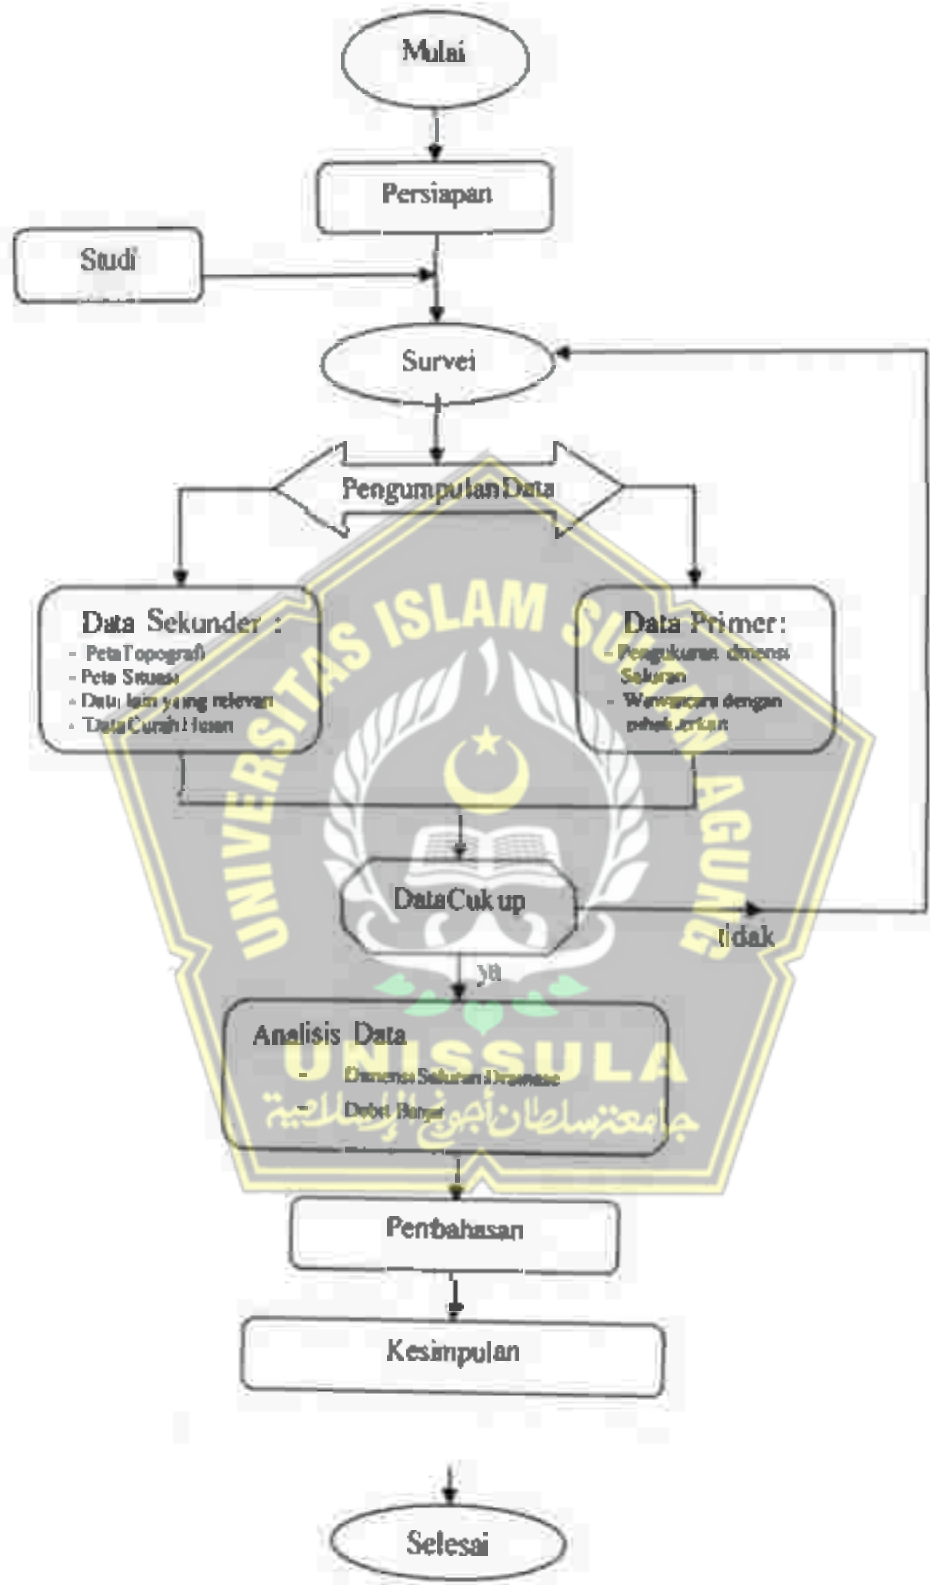 Mulai
Persiapan
Studi
Survei
Pengumpulan Data
Data Sekunder :
- Peta Topografi
- Peta Situasi
- Data lain yang relevan
- Data Curah Hujan
Data Primer:
- Pengukuran dimensi
Saluran
- Wawancara dengan
Data Cukup
tidak
ya
Analisis Data
- Dimensi Saluran Drainase
- Debit Banjir
Pembahasan
Kesimpulan
Selesai
UNIVERSITAS ISLAM SULTAN AGUNG
UNISSULA
جامعة سلطان أجونج الإسلامية